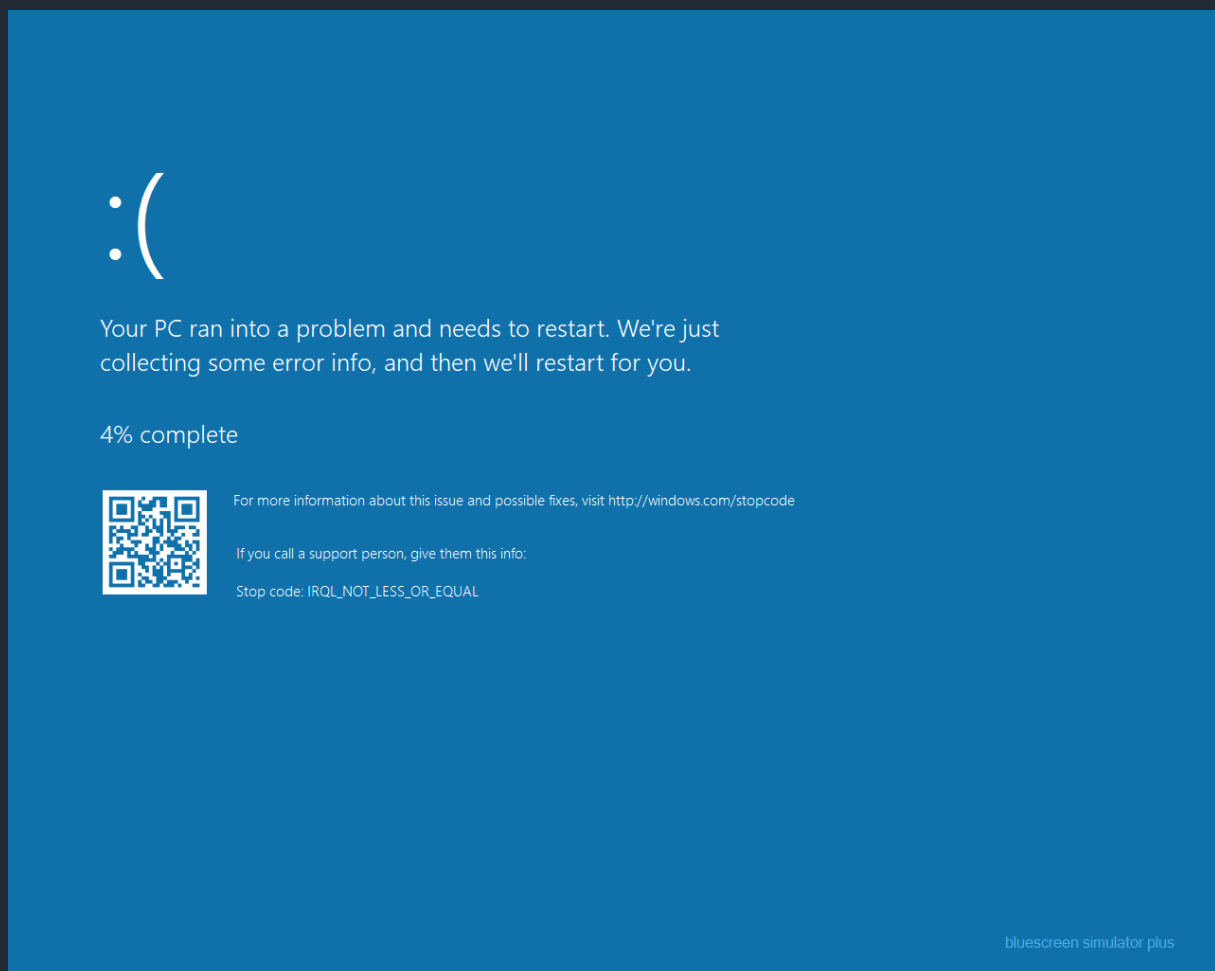 :(
Your PC ran into a problem and needs to restart. We're just
collecting some error info, and then we'll restart for you.
4% complete
For more information about this issue and possible fixes, visit http://windows.com/stopcode
If you call a support person, give them this info:
Stop code: IRQL_NOT_LESS_OR_EQUAL
bluescreen simulator plus